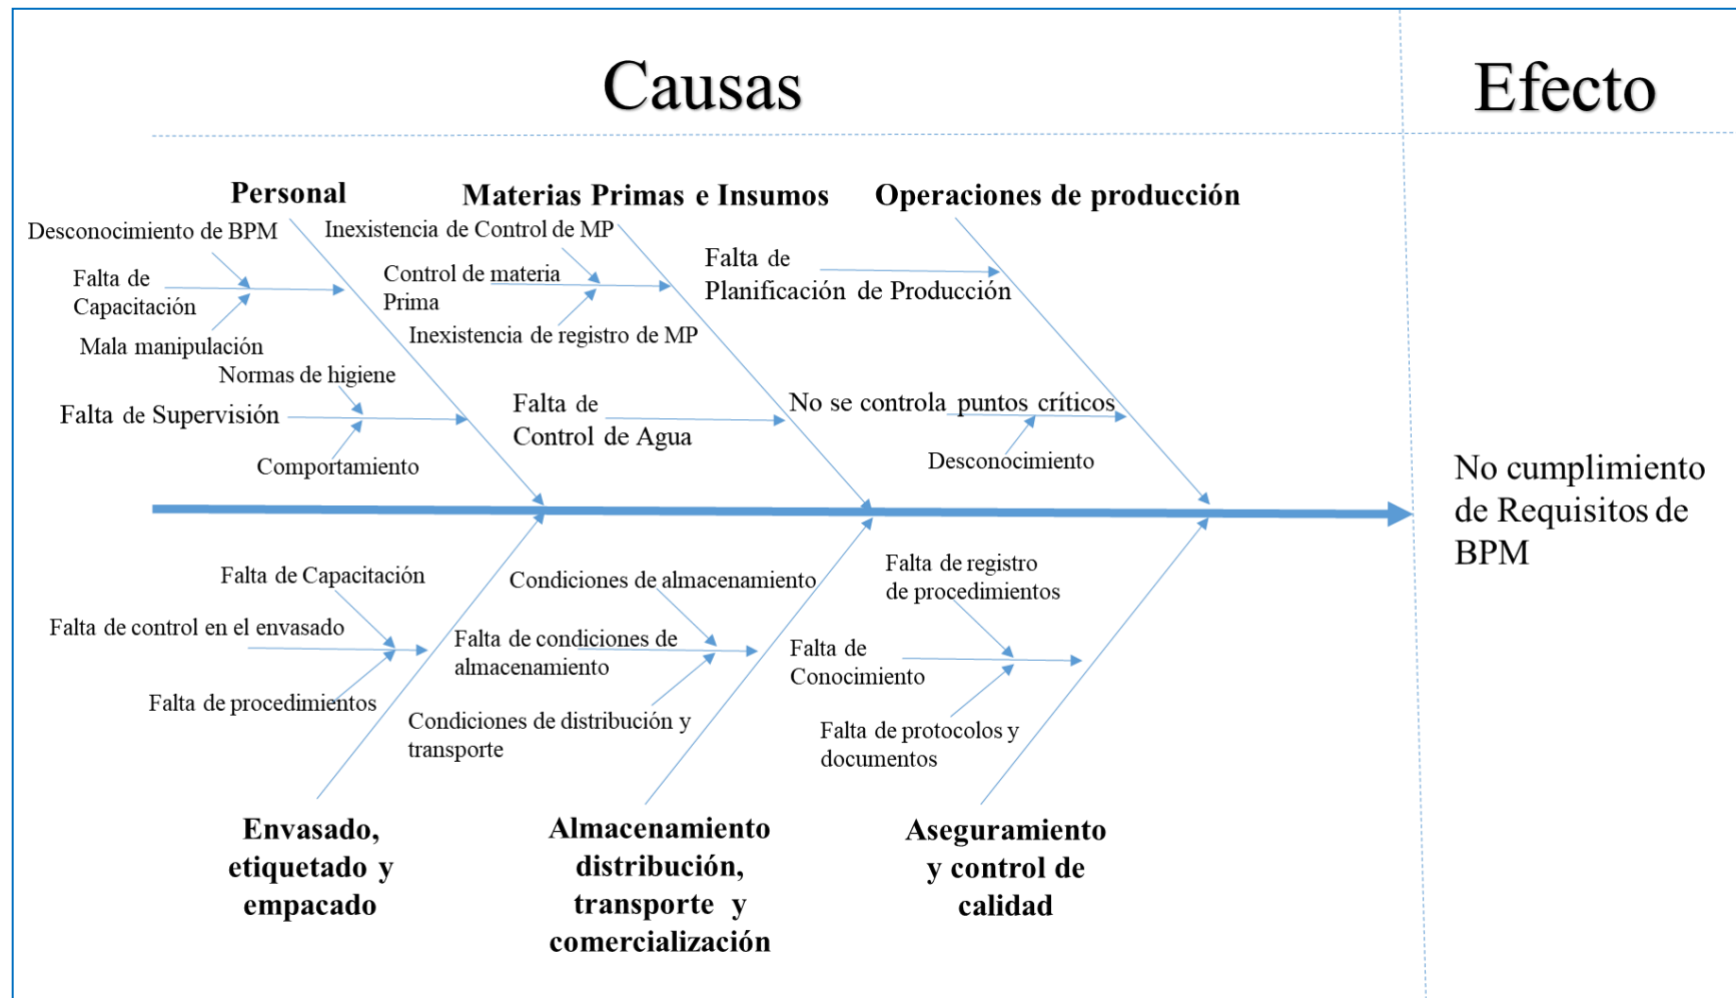 Causas
Efecto
Personal
Materias Primas e Insumos
Operaciones de producción
Desconocimiento de BPM
Falta de
Capacitación
Mala manipulación
Normas de higiene
Falta de Supervisión
Comportamiento
Inexistencia de Control de MP
Control de materia
Prima
Inexistencia de registro de MP
Falta de
Control de Agua
Falta de
Planificación de Producción
No se controla puntos críticos
Desconocimiento
No cumplimiento
de Requisitos de
BPM
Falta de Capacitación
Falta de control en el envasado
Falta de procedimientos
Condiciones de almacenamiento
Falta de condiciones de
almacenamiento
Condiciones de distribución y
transporte
Falta de registro
de procedimientos
Falta de
Conocimiento
Falta de protocolos y
documentos
Envasado,
etiquetado y
empacado
Almacenamiento
distribución,
transporte y
comercialización
Aseguramiento
y control de
calidad